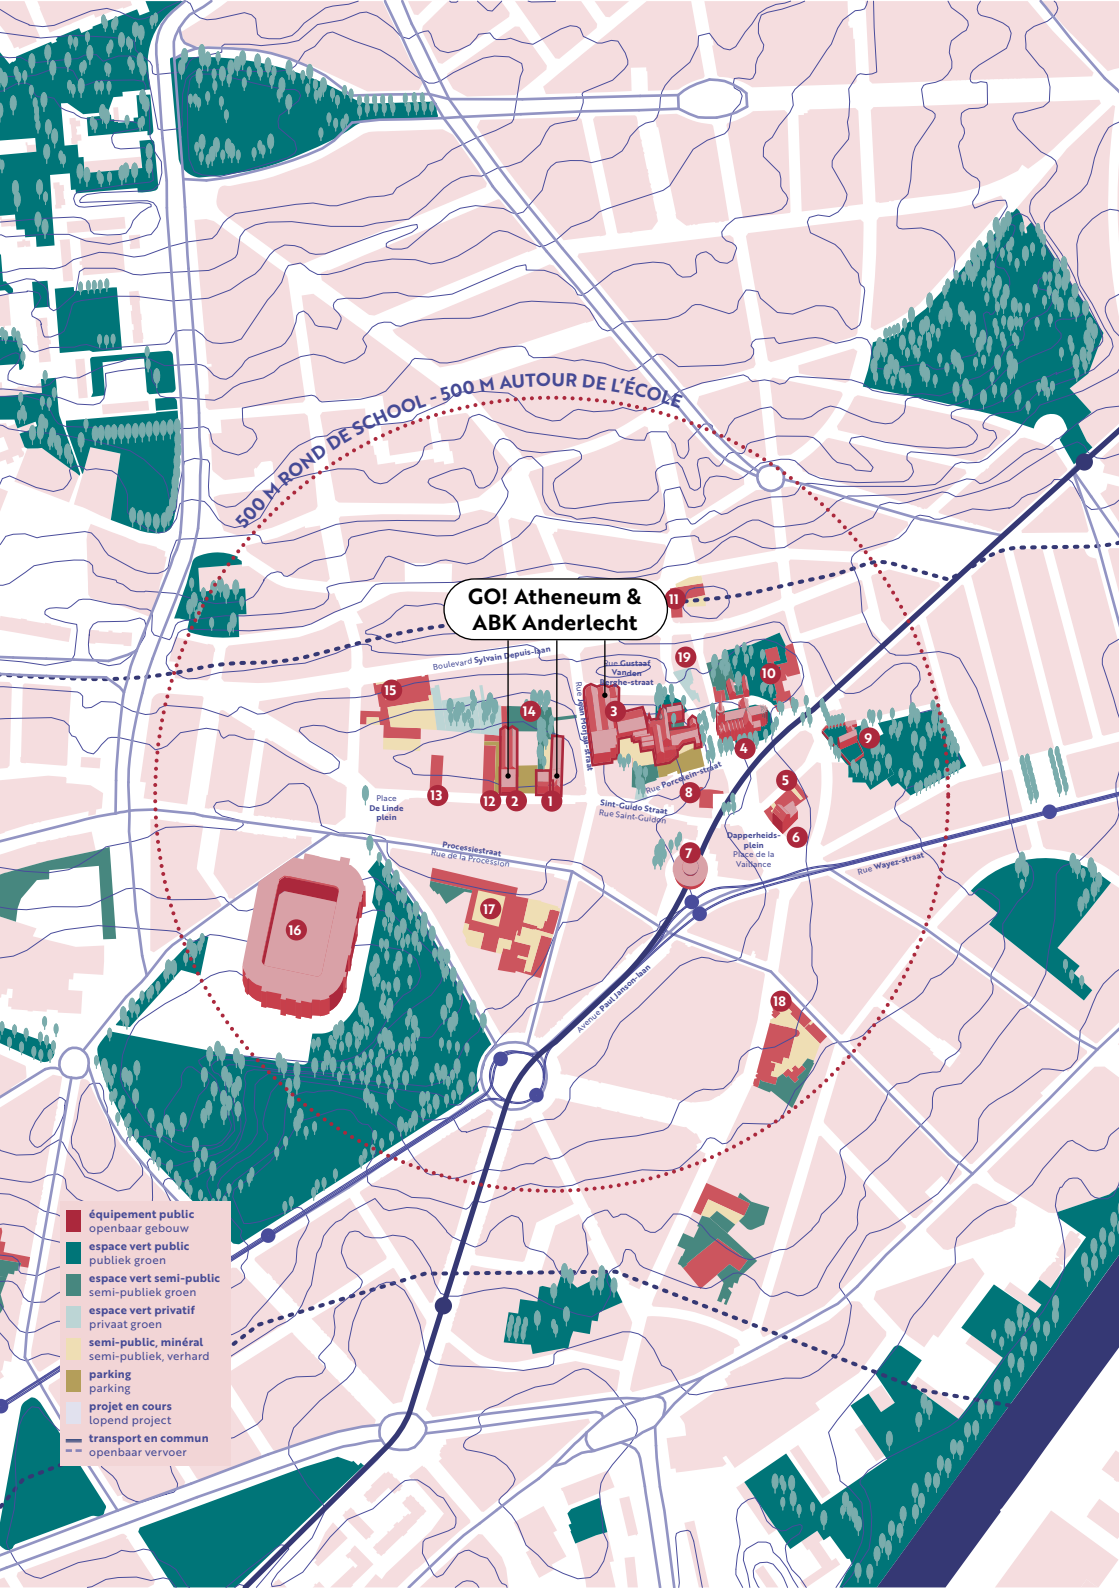 500 M ROND DE SCHOOL - 500 M AUTOUR DE L'ÉCOLE
GO! Atheneum &
ABK Anderlecht
11
Boulevard Sylvain Depuis-laan
Rue Gustaaf
Vanden
Berghe-straat
19
10
15
14
3
Rue Jean Morjau-straat
4
9
Rue Porcelein-straat
5
8
13
12
2
1
Place
De Linde
plein
Sint-Guido Straat
Rue Saint-Guidon
6
Dapperheids-
plein
Place de la
Vaillance
7
Processiestraat
Rue de la Procession
Rue Wayez-straat
17
16
Avenue Paul Janson-laan
18
équipement public
openbaar gebouw
espace vert public
publiek groen
espace vert semi-public
semi-publiek groen
espace vert privatif
privaat groen
semi-public, minéral
semi-publiek, verhard
parking
parking
projet en cours
lopend project
transport en commun
openbaar vervoer